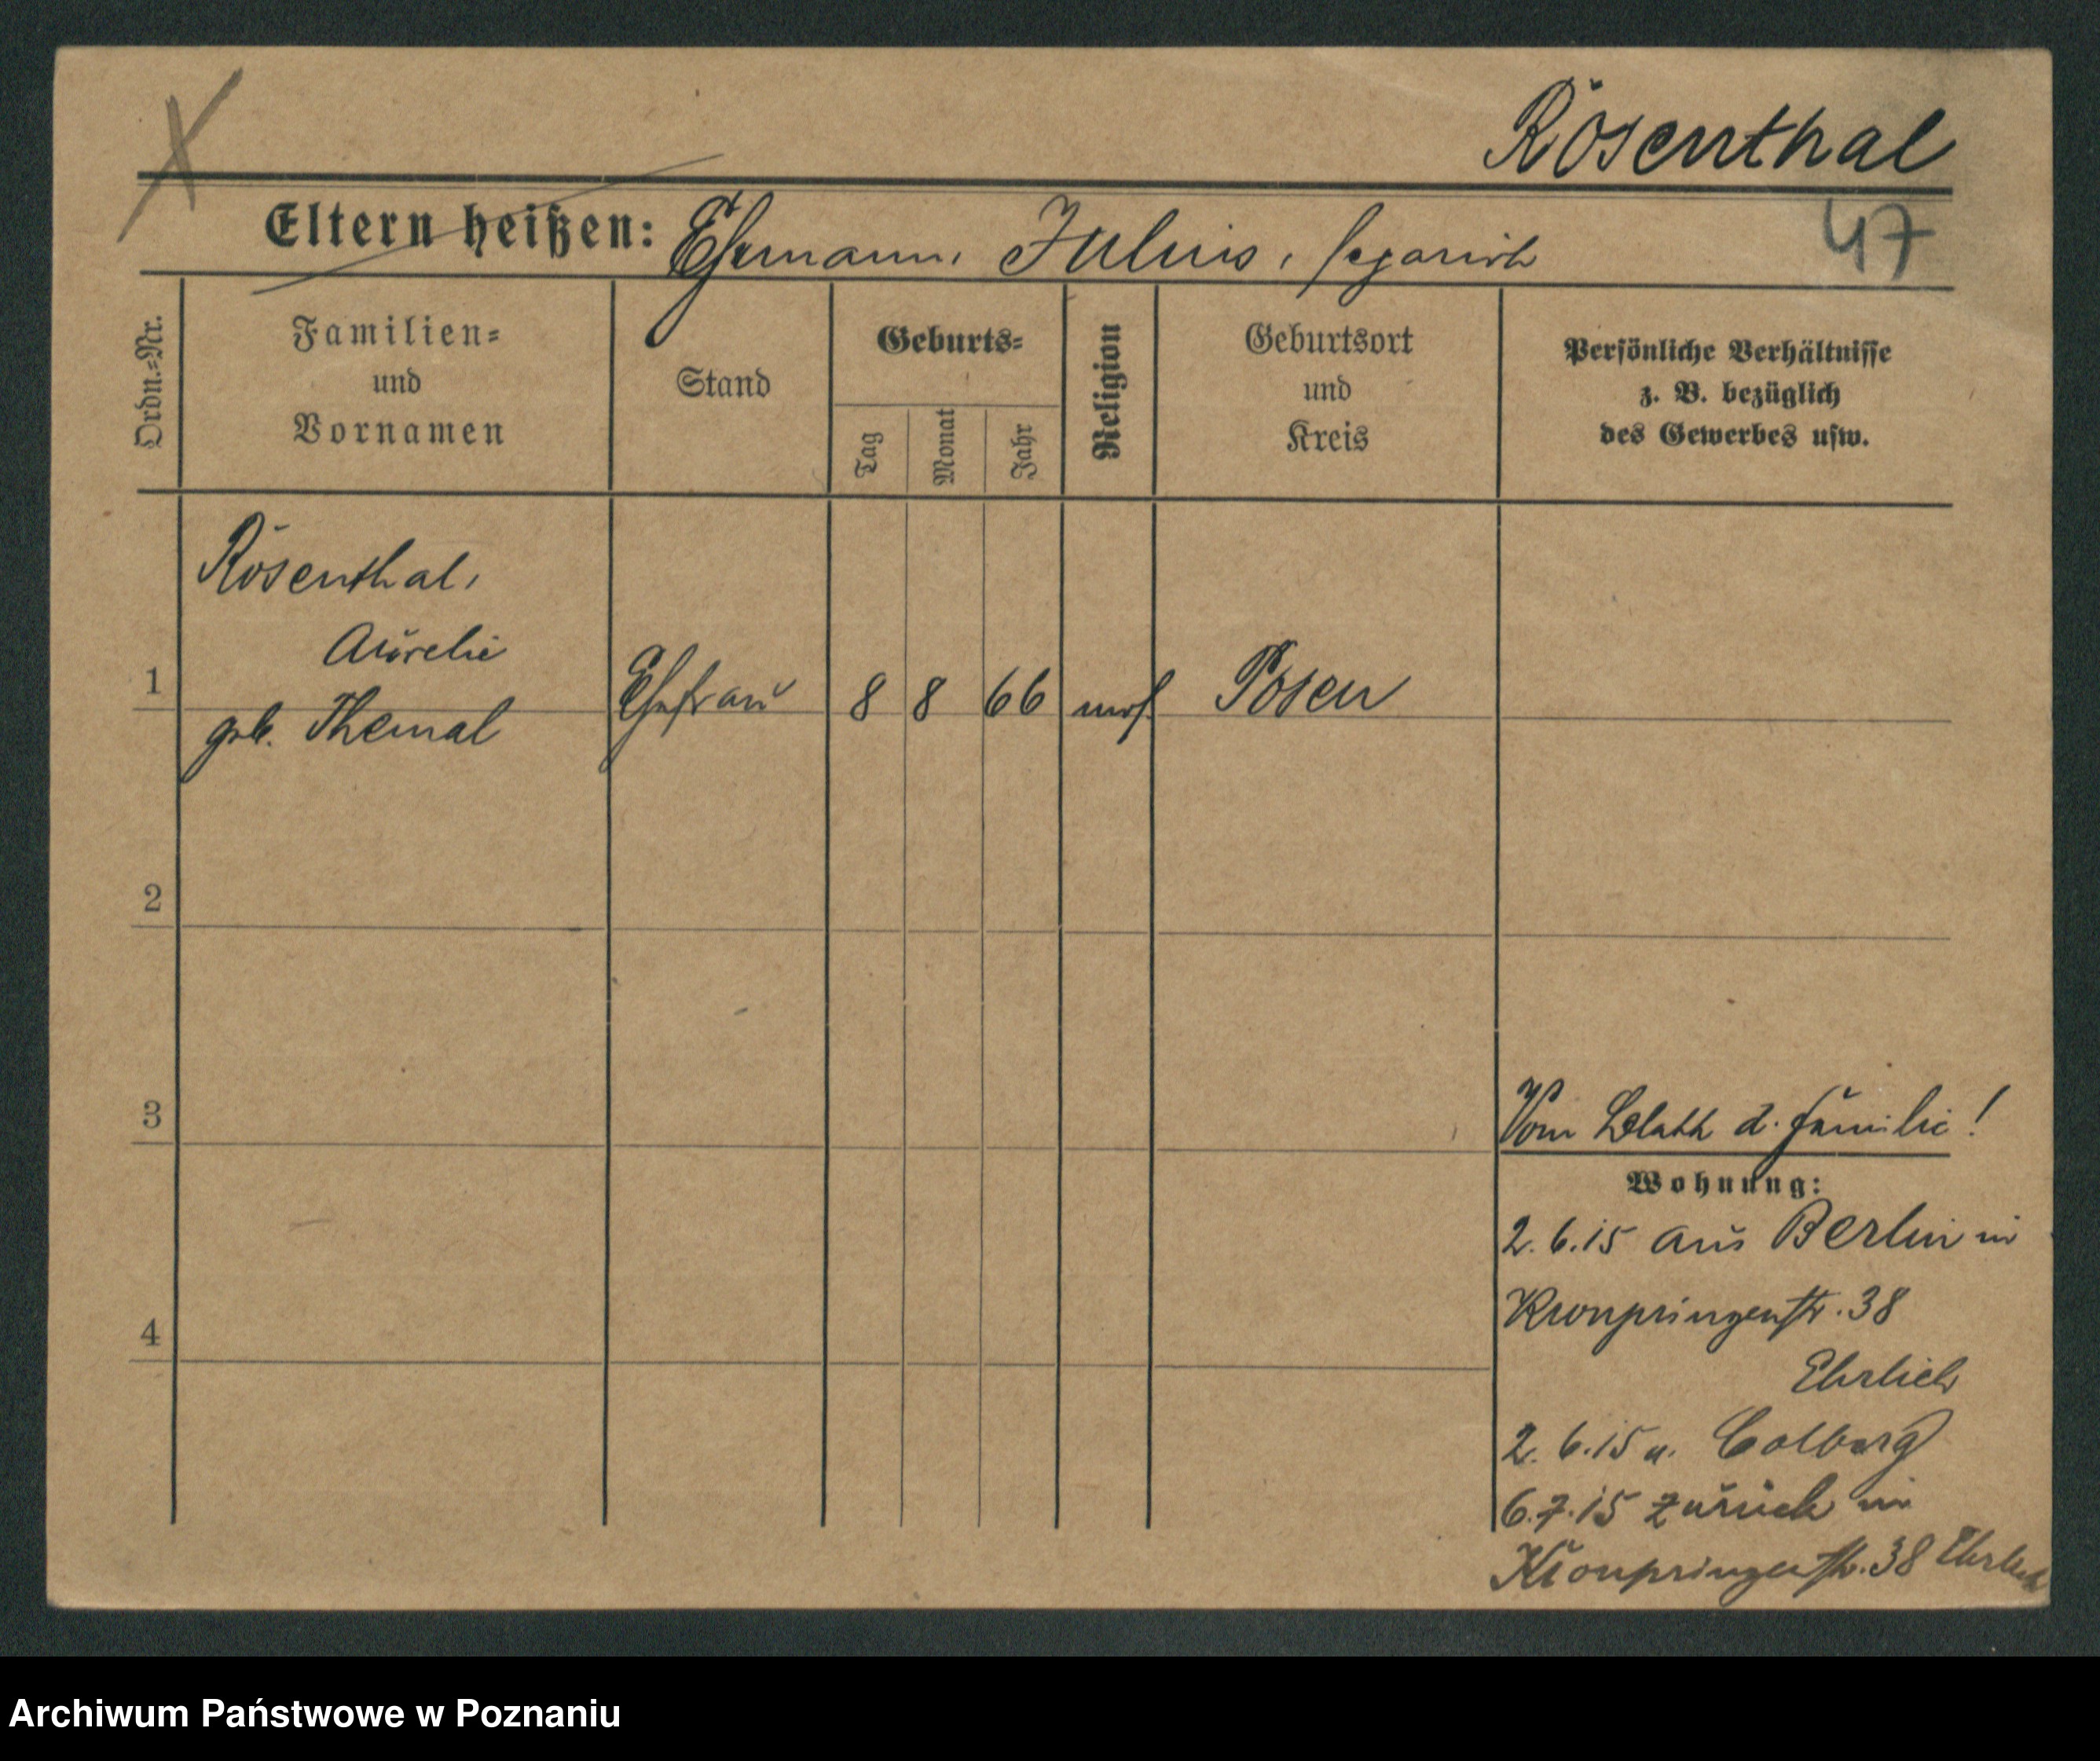 Rosenthal
Eltern heißen: Ehemann, Julius, separirt
47
Ordn.=Nr.
Familien=
und
Vornamen
Stand
Geburts=
Tag
Monat
Jahr
Religion
Geburtsort
und
Kreis
Persönliche Verhältnisse
z. B. bezüglich
des Gewerbes usw.
Rosenthal,
Aurelie
geb. Themal
1
Ehefrau
8
8
66
mos.
Posen
2
3
4
Vom Blatt d. Familie!
Wohnung:
2. 6. 15 aus Berlin in
Kronprinzenstr. 38
Ehrlich
2. 6. 15 n. Colberg
6. 7. 15 zurück in
Kronprinzenstr. 38 Ehrlich
Archiwum Państwowe w Poznaniu